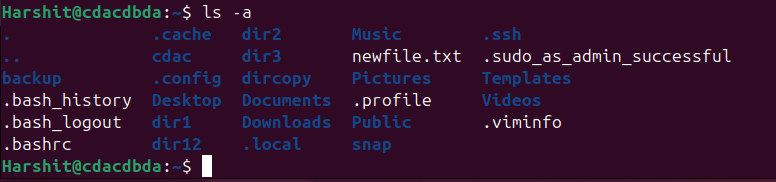 Harshit@cdacdbda:~$ ls -a
. .cache dir2 Music .ssh
.. cdac dir3 newfile.txt .sudo_as_admin_successful
backup .config dircopy Pictures Templates
.bash_history Desktop Documents .profile Videos
.bash_logout dir1 Downloads Public .viminfo
.bashrc dir12 .local snap
Harshit@cdacdbda:~$